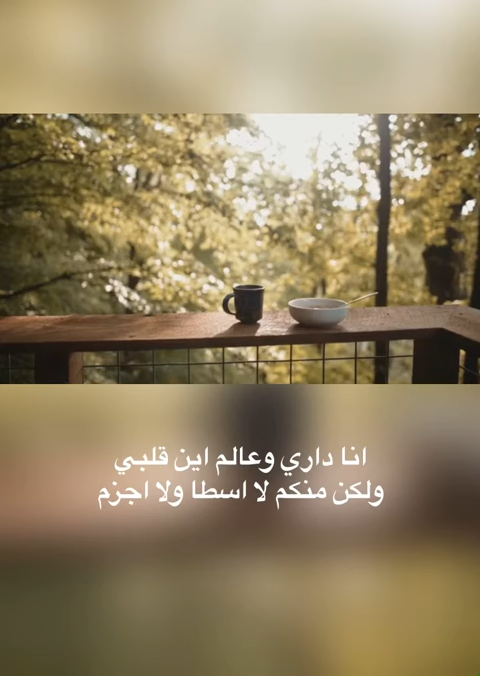 انا داري وعالم اين قلبي
ولكن منكم لا اسطا ولا اجزم